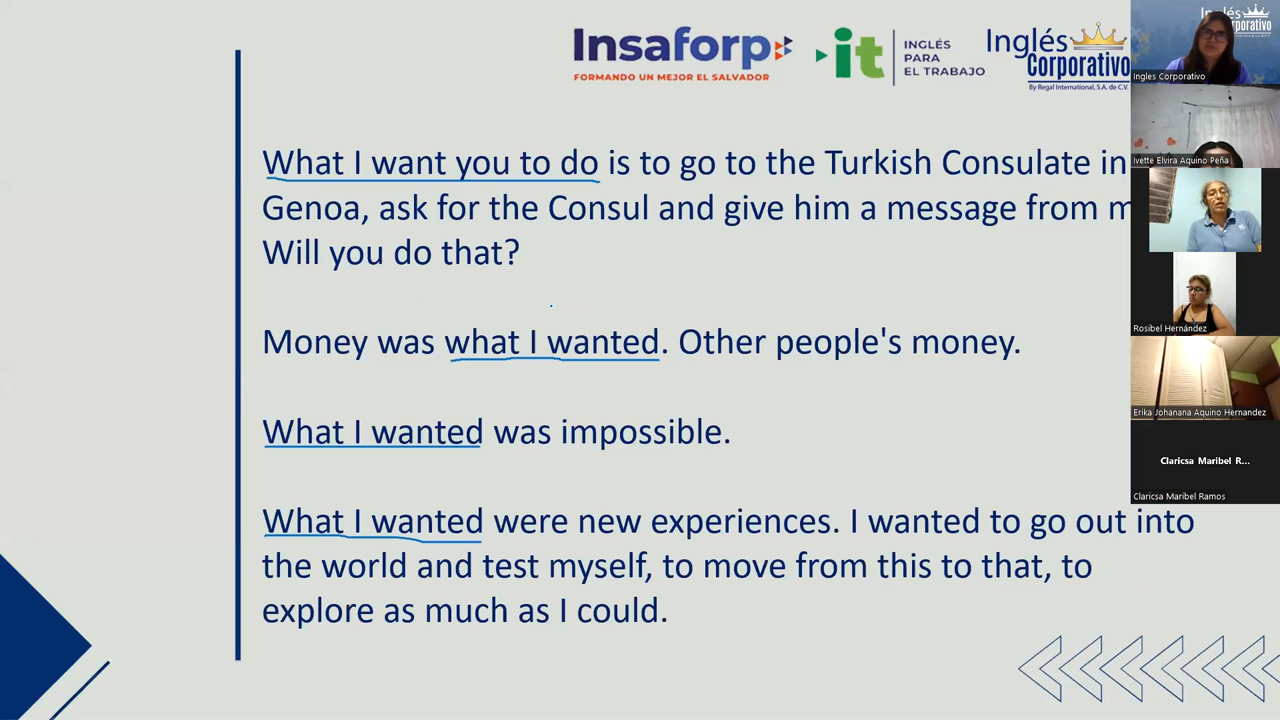 Insaforp
FORMANDO UN MEJOR EL SALVADOR
it
INGLÉS
PARA
EL TRABAJO
Inglés
Corporativo
By Regal International, S.A. de C.V.
What I want you to do is to go to the Turkish Consulate in
Genoa, ask for the Consul and give him a message from
Will you do that?
Money was what I wanted. Other people's money.
What I wanted was impossible.
What I wanted were new experiences. I wanted to go out into
the world and test myself, to move from this to that, to
explore as much as I could.
Ingles Corporativo
Ivette Elvira Aquino Peña
Rosibel Hernández
Erika Johanana Aquino Hernandez
Claricsa Maribel R...
Claricsa Maribel Ramos